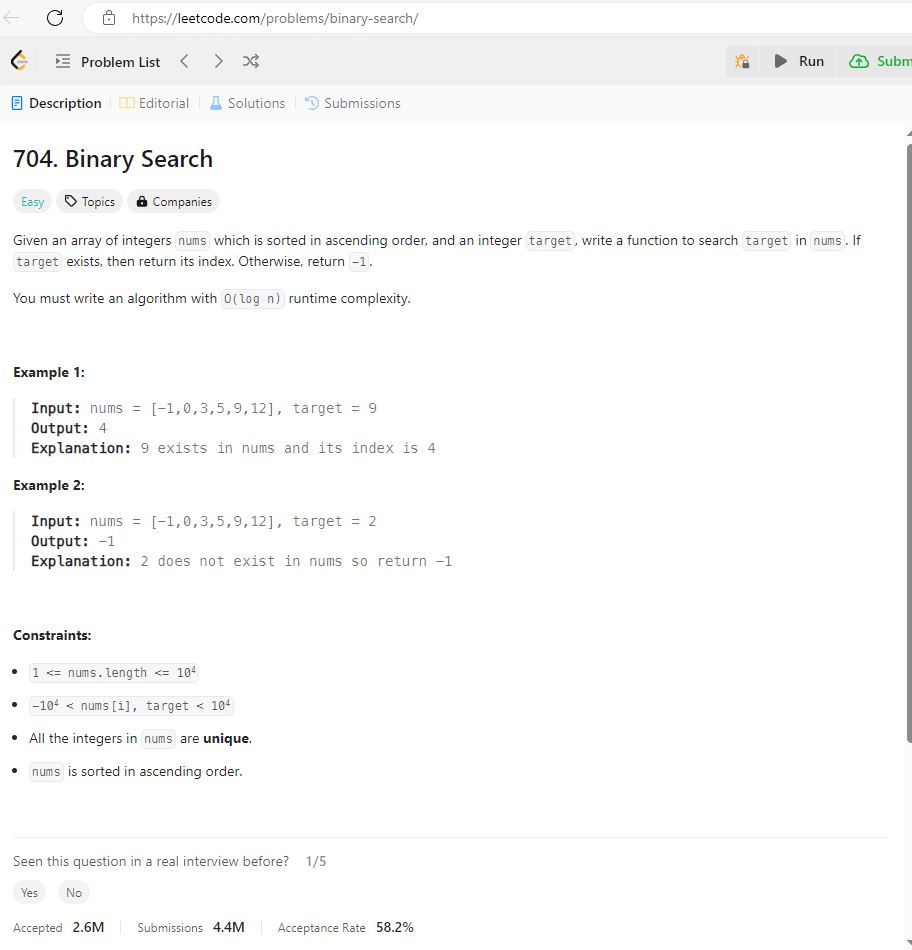 https://leetcode.com/problems/binary-search/
Problem List Run Subm
Description Editorial Solutions Submissions
704. Binary Search
Easy Topics Companies
Given an array of integers nums which is sorted in ascending order, and an integer target, write a function to search target in nums. If
target exists, then return its index. Otherwise, return -1.
You must write an algorithm with O(log n) runtime complexity.
Example 1:
Input: nums = [-1,0,3,5,9,12], target = 9
Output: 4
Explanation: 9 exists in nums and its index is 4
Example 2:
Input: nums = [-1,0,3,5,9,12], target = 2
Output: -1
Explanation: 2 does not exist in nums so return -1
Constraints:
• 1 <= nums.length <= 10⁴
• -10⁴ < nums[i], target < 10⁴
• All the integers in nums are unique.
• nums is sorted in ascending order.
Seen this question in a real interview before? 1/5
Yes No
Accepted 2.6M Submissions 4.4M Acceptance Rate 58.2%